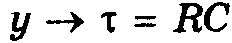 y → τ = RC